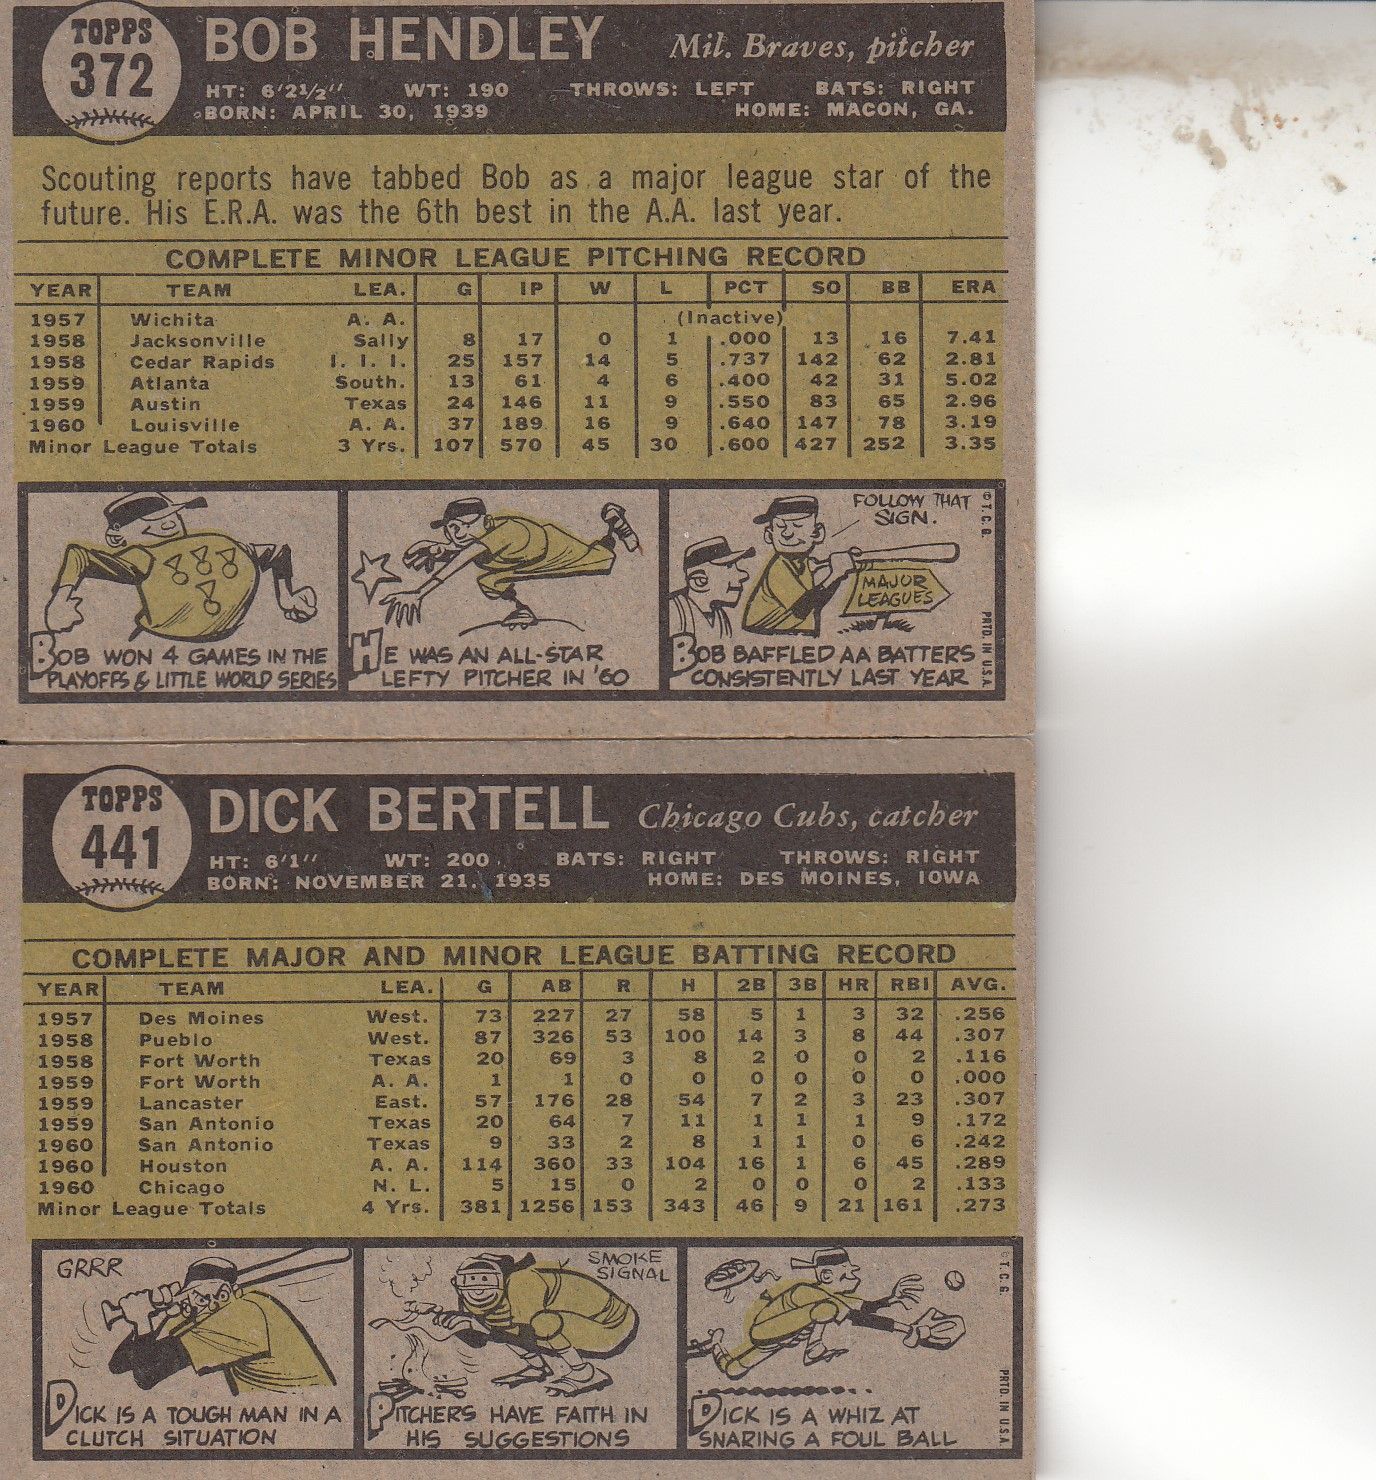 TOPPS
372
BOB HENDLEY Mil. Braves, pitcher
HT: 6'2½" WT: 190 THROWS: LEFT BATS: RIGHT
BORN: APRIL 30, 1939 HOME: MACON, GA.
Scouting reports have tabbed Bob as a major league star of the
future. His E.R.A. was the 6th best in the A.A. last year.
COMPLETE MINOR LEAGUE PITCHING RECORD
YEAR TEAM LEA. G IP W L PCT SO BB ERA
1957 Wichita A. A. (Inactive)
1958 Jacksonville Sally 8 17 0 1 .000 13 16 7.41
1958 Cedar Rapids I. I. I. 25 157 14 5 .737 142 62 2.81
1959 Atlanta South. 13 61 4 6 .400 42 31 5.02
1959 Austin Texas 24 146 11 9 .550 83 65 2.96
1960 Louisville A. A. 37 189 16 9 .640 147 78 3.19
Minor League Totals 3 Yrs. 107 570 45 30 .600 427 252 3.35
FOLLOW THAT
SIGN.
MAJOR
LEAGUES
BOB WON 4 GAMES IN THE
PLAYOFFS & LITTLE WORLD SERIES
HE WAS AN ALL-STAR
LEFTY PITCHER IN '60
BOB BAFFLED AA BATTERS
CONSISTENTLY LAST YEAR
© T. C. G. PRTD. IN U.S.A.
TOPPS
441
DICK BERTELL Chicago Cubs, catcher
HT: 6'1" WT: 200 BATS: RIGHT THROWS: RIGHT
BORN: NOVEMBER 21, 1935 HOME: DES MOINES, IOWA
COMPLETE MAJOR AND MINOR LEAGUE BATTING RECORD
YEAR TEAM LEA. G AB R H 2B 3B HR RBI AVG.
1957 Des Moines West. 73 227 27 58 5 1 3 32 .256
1958 Pueblo West. 87 326 53 100 14 3 8 44 .307
1958 Fort Worth Texas 20 69 3 8 2 0 0 2 .116
1959 Fort Worth A. A. 1 1 0 0 0 0 0 0 .000
1959 Lancaster East. 57 176 28 54 7 2 3 23 .307
1959 San Antonio Texas 20 64 7 11 1 1 1 9 .172
1960 San Antonio Texas 9 33 2 8 1 1 0 6 .242
1960 Houston A. A. 114 360 33 104 16 1 6 45 .289
1960 Chicago N. L. 5 15 0 2 0 0 0 2 .133
Minor League Totals 4 Yrs. 381 1256 153 343 46 9 21 161 .273
GRRR
SMOKE
SIGNAL
DICK IS A TOUGH MAN IN A
CLUTCH SITUATION
PITCHERS HAVE FAITH IN
HIS SUGGESTIONS
DICK IS A WHIZ AT
SNARING A FOUL BALL
© T. C. G. PRTD. IN U.S.A.